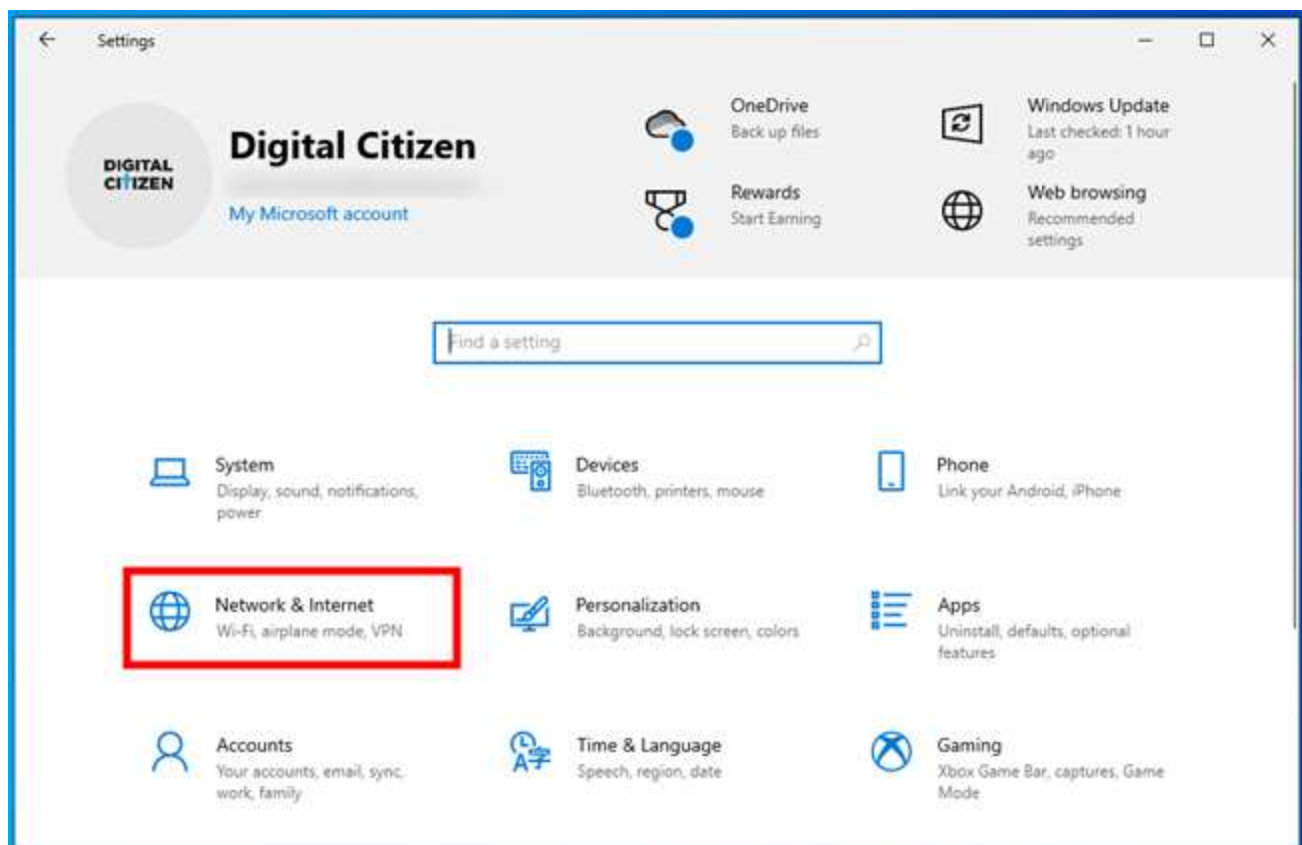 Settings
DIGITAL
CITIZEN
Digital Citizen
My Microsoft account
OneDrive
Back up files
Windows Update
Last checked: 1 hour
ago
Rewards
Start Earning
Web browsing
Recommended
settings
Find a setting
System
Display, sound, notifications,
power
Devices
Bluetooth, printers, mouse
Phone
Link your Android, iPhone
Network & Internet
Wi-Fi, airplane mode, VPN
Personalization
Background, lock screen, colors
Apps
Uninstall, defaults, optional
features
Accounts
Your accounts, email, sync,
work, family
A字
Time & Language
Speech, region, date
Gaming
Xbox Game Bar, captures, Game
Mode